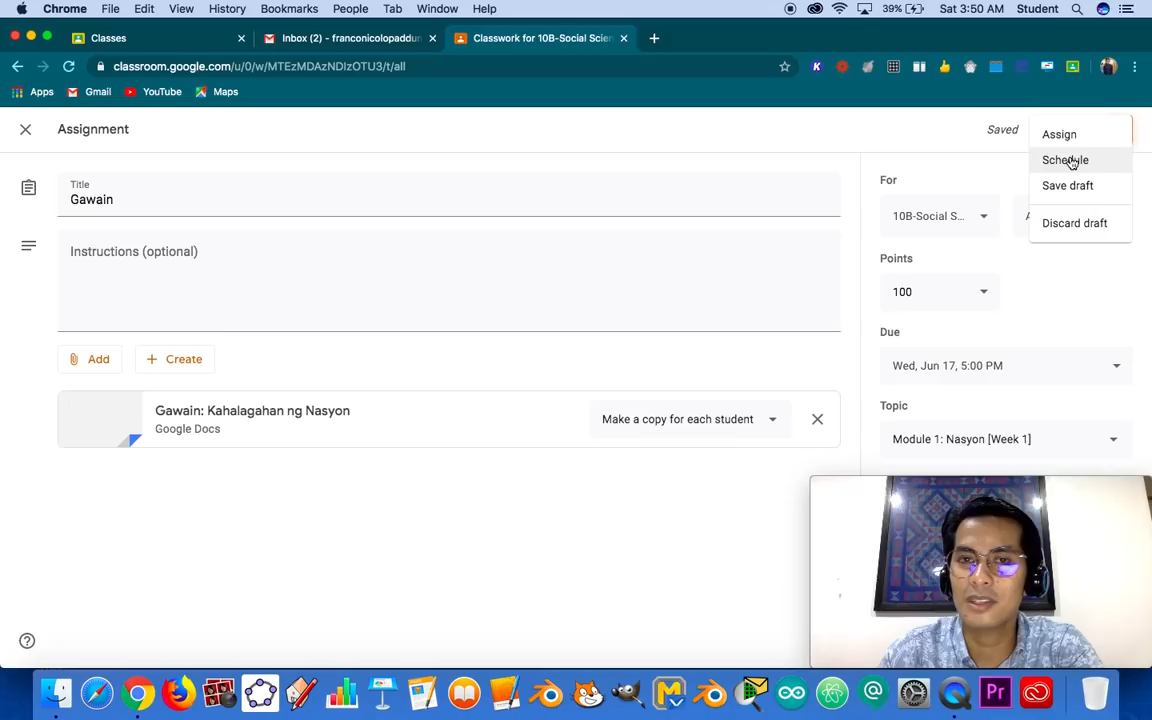 Chrome File Edit View History Bookmarks People Tab Window Help 39% Sat 3:50 AM Student
Classes
Inbox (2) - franconicolopaddun
Classwork for 10B-Social Scien
classroom.google.com/u/0/w/MTEzMDAzNDIzOTU3/t/all
Apps Gmail YouTube Maps
Assignment
Saved
Assign
Schedule
Save draft
Discard draft
Title
Gawain
Instructions (optional)
Add
Create
Gawain: Kahalagahan ng Nasyon
Google Docs
Make a copy for each student
For
10B-Social S...
Points
100
Due
Wed, Jun 17, 5:00 PM
Topic
Module 1: Nasyon [Week 1]
Pr